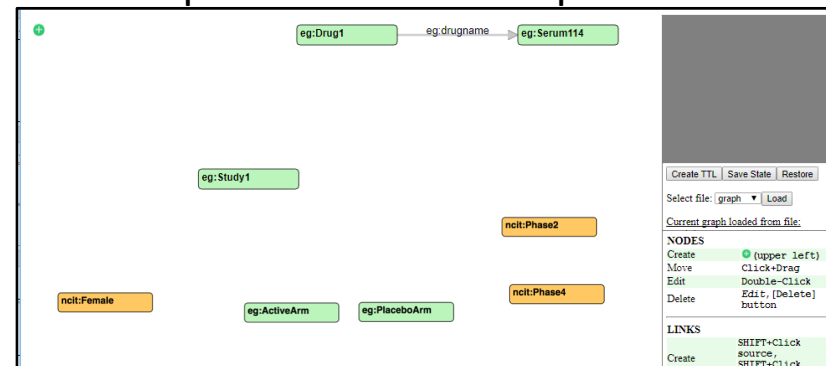 eg:Drug1
eg:drugname
eg:Serum114
eg:Study1
ncit:Phase2
ncit:Female
eg:ActiveArm
eg:PlaceboArm
ncit:Phase4
Create TTL Save State Restore
Select file: graph ▼ Load
Current graph loaded from file:
NODES
Create (upper left)
Move Click+Drag
Edit Double-Click
Delete Edit,[Delete]
button
LINKS
SHIFT+Click
Create source,
SHIFT+Click